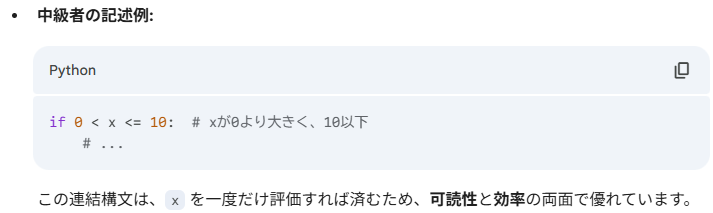 中級者の記述例:
Python
if 0 < x <= 10:  # xが0より大きく、10以下
    # ...
この連結構文は、x を一度だけ評価すれば済むため、可読性と効率の両面で優れています。